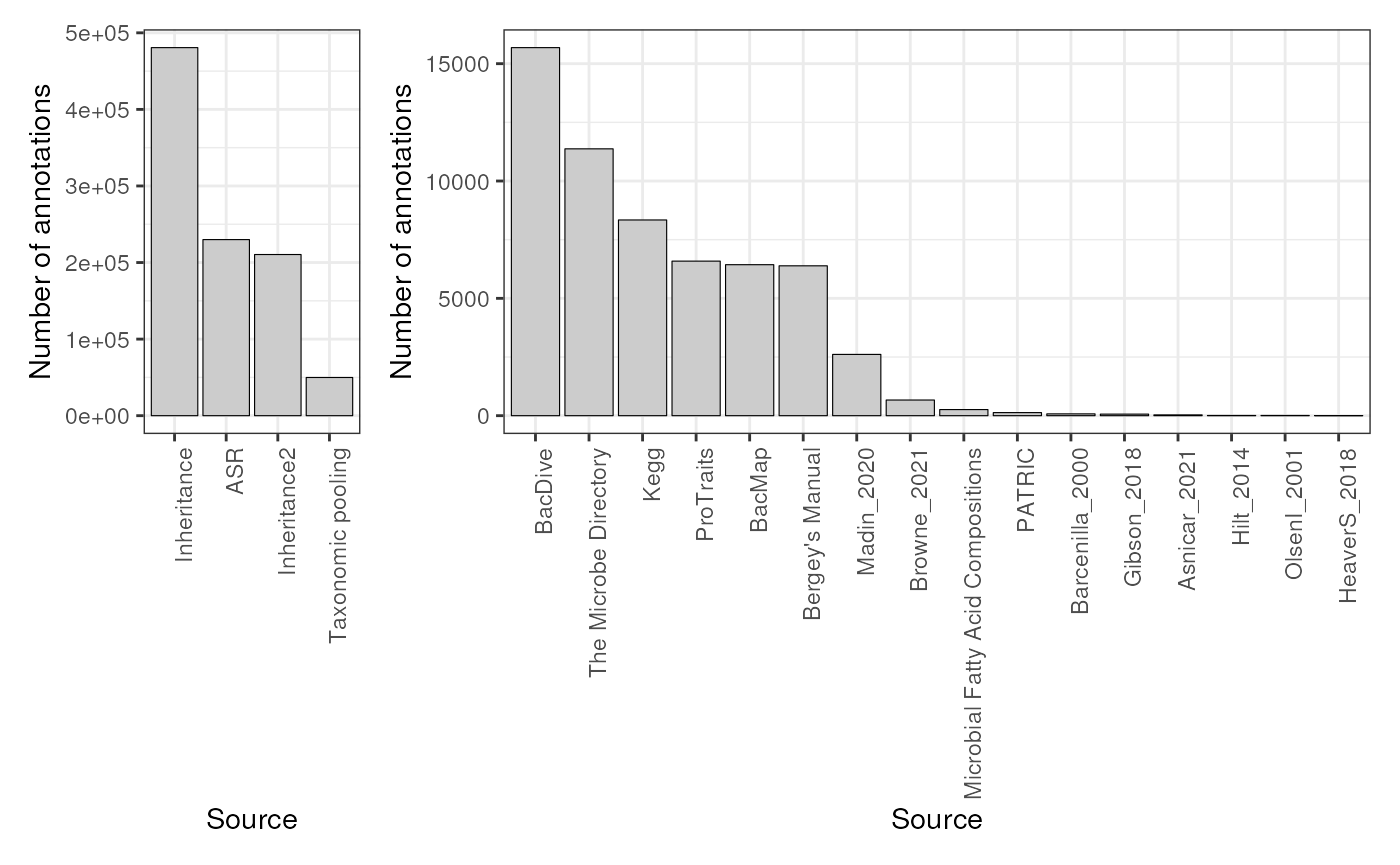 Number of annotations
5e+05
4e+05
3e+05
2e+05
1e+05
0e+00
Inheritance
ASR
Inheritance2
Taxonomic pooling
Source
Number of annotations
15000
10000
5000
0
BacDive
The Microbe Directory
Kegg
ProTraits
BacMap
Bergey's Manual
Madin_2020
Browne_2021
Microbial Fatty Acid Compositions
PATRIC
Barcenilla_2000
Gibson_2018
Asnicar_2021
Hilt_2014
OlsenI_2001
HeaverS_2018
Source